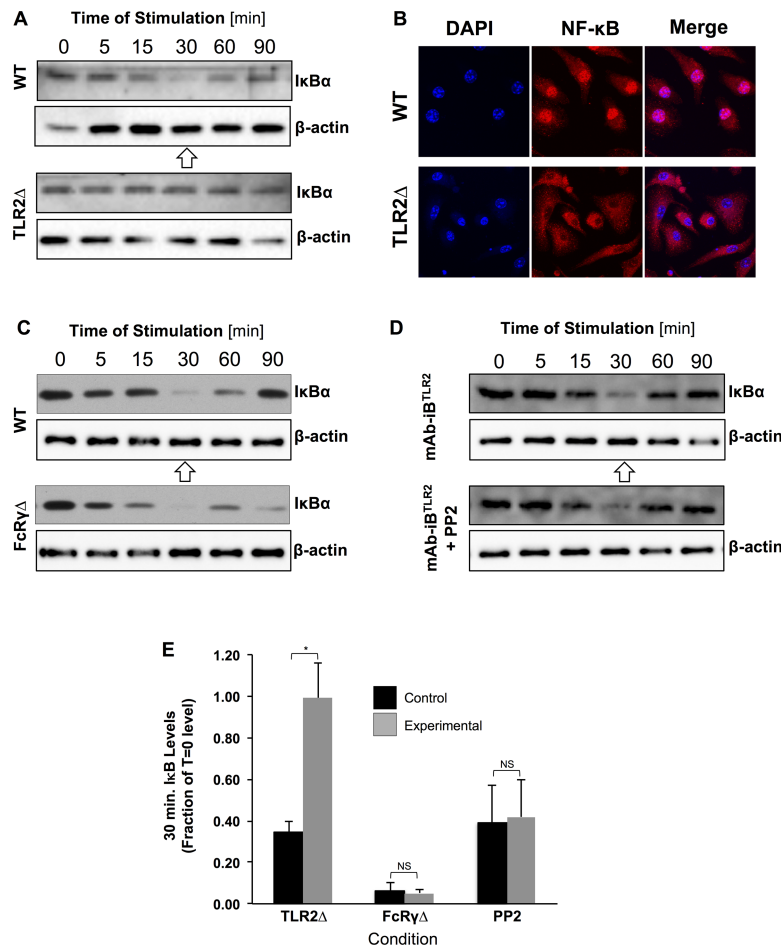 A
Time of Stimulation [min]
0 5 15 30 60 90
WT
IκBα
β-actin
TLR2Δ
IκBα
β-actin
B
DAPI NF-κB Merge
WT
TLR2Δ
C
Time of Stimulation [min]
0 5 15 30 60 90
WT
IκBα
β-actin
FcRγΔ
IκBα
β-actin
D
Time of Stimulation [min]
0 5 15 30 60 90
mAb-iB^TLR2
IκBα
β-actin
mAb-iB^TLR2
+ PP2
IκBα
β-actin
E
30 min. IκB Levels
(Fraction of T=0 level)
1.20
1.00
0.80
0.60
0.40
0.20
0.00
*
NS
NS
Control
Experimental
TLR2Δ FcRγΔ PP2
Condition